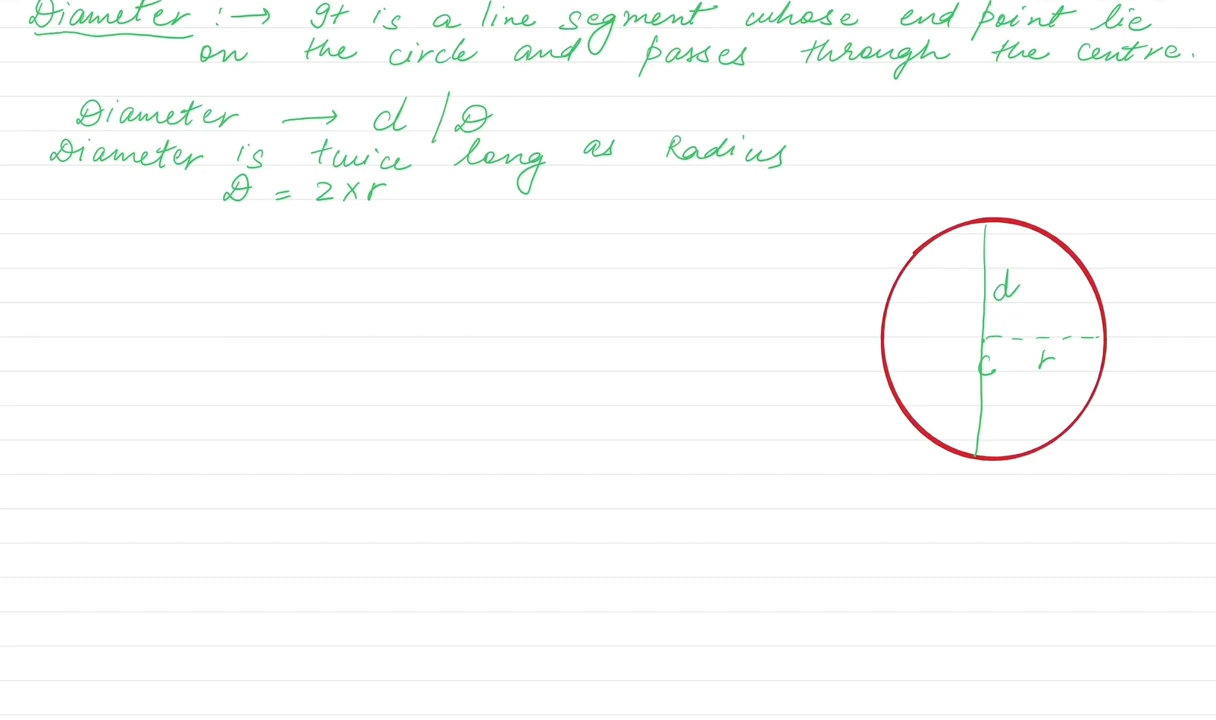 Diameter :→ It is a line segment whose end point lie
on the circle and passes through the centre.
Diameter → d / D
Diameter is twice long as Radius
D = 2 × r
d
C r